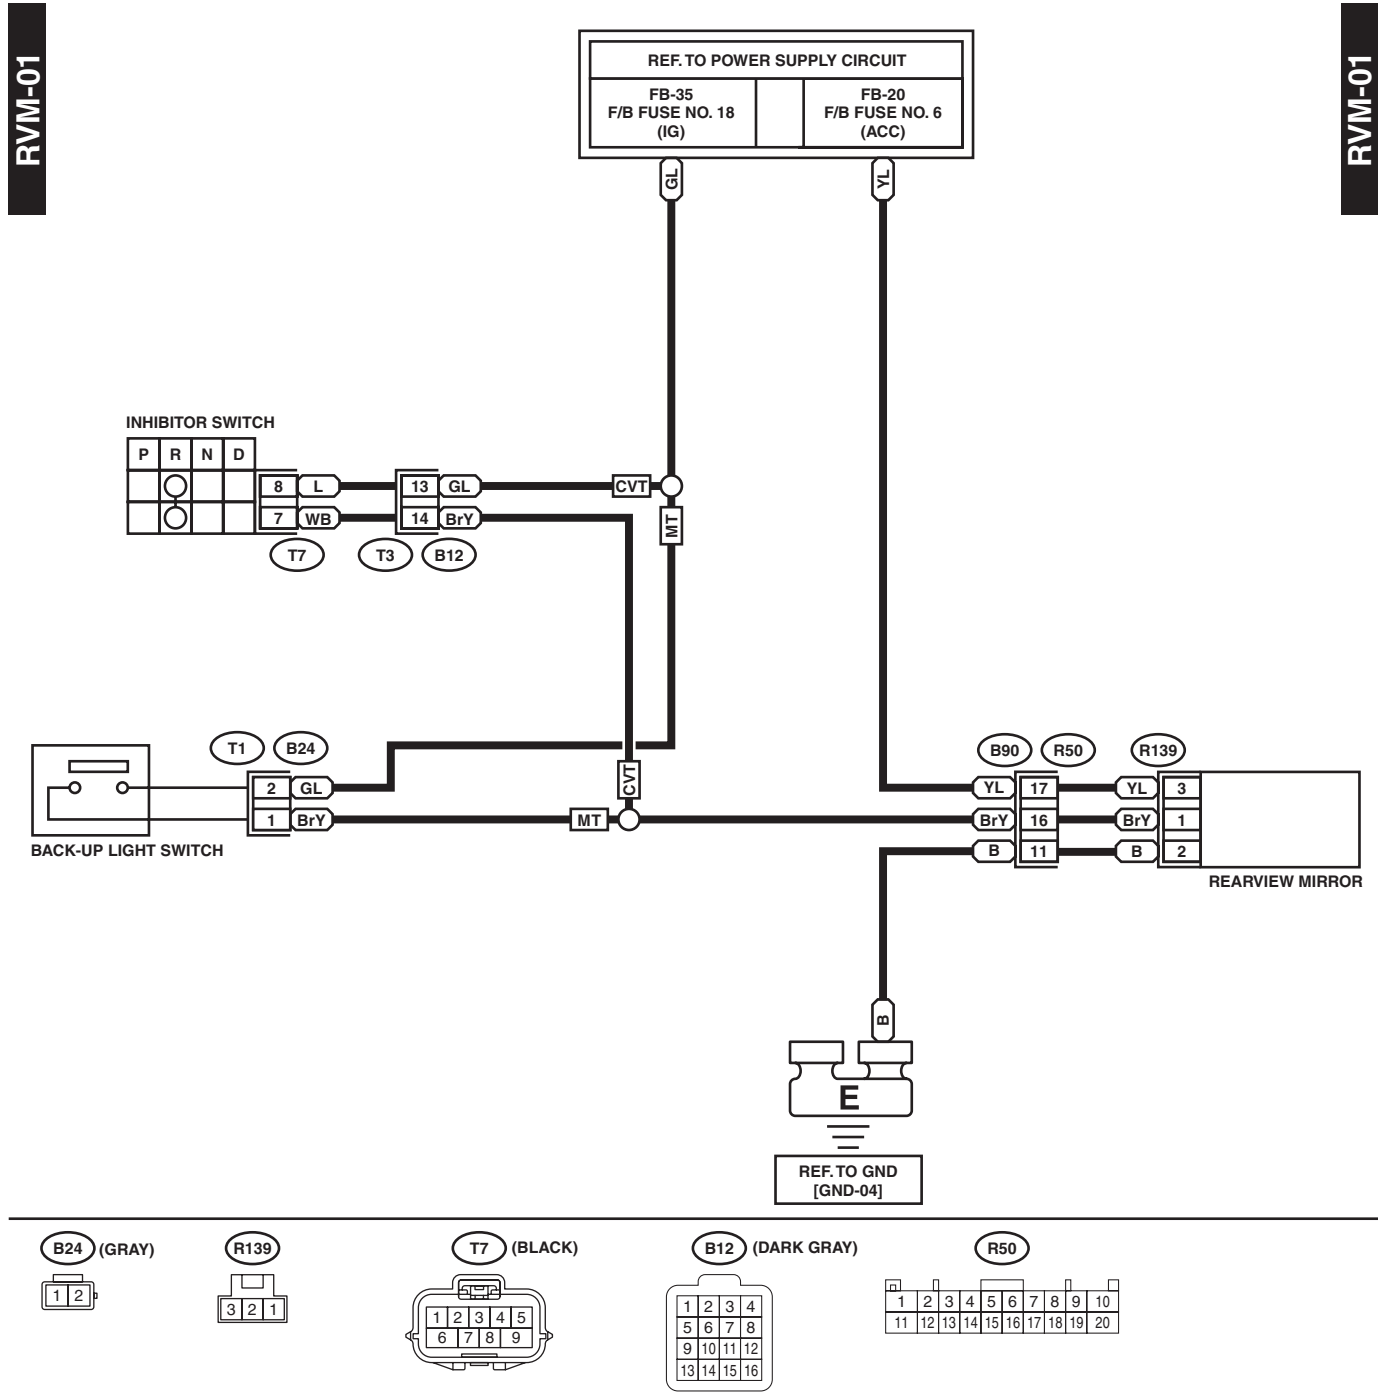 RVM-01
RVM-01
REF. TO POWER SUPPLY CIRCUIT
FB-35
F/B FUSE NO. 18
(IG)
FB-20
F/B FUSE NO. 6
(ACC)
GL
YL
INHIBITOR SWITCH
P R N D
8 L 13 GL CVT
7 WB 14 BrY
MT
T7 T3 B12
T1 B24
2 GL
1 BrY MT
CVT
BACK-UP LIGHT SWITCH
B90 R50 R139
YL 17 YL 3
BrY 16 BrY 1
B 11 B 2
REARVIEW MIRROR
B
E
REF. TO GND
[GND-04]
B24 (GRAY)
1 2
R139
3 2 1
T7 (BLACK)
1 2 3 4 5
6 7 8 9
B12 (DARK GRAY)
1 2 3 4
5 6 7 8
9 10 11 12
13 14 15 16
R50
1 2 3 4 5 6 7 8 9 10
11 12 13 14 15 16 17 18 19 20